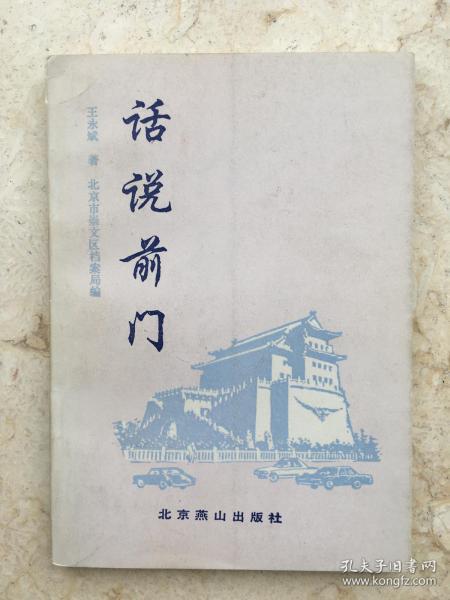 话说前门
王永斌 著 北京市崇文区档案局编
北京燕山出版社
孔夫子旧书网
www.kongfz.com